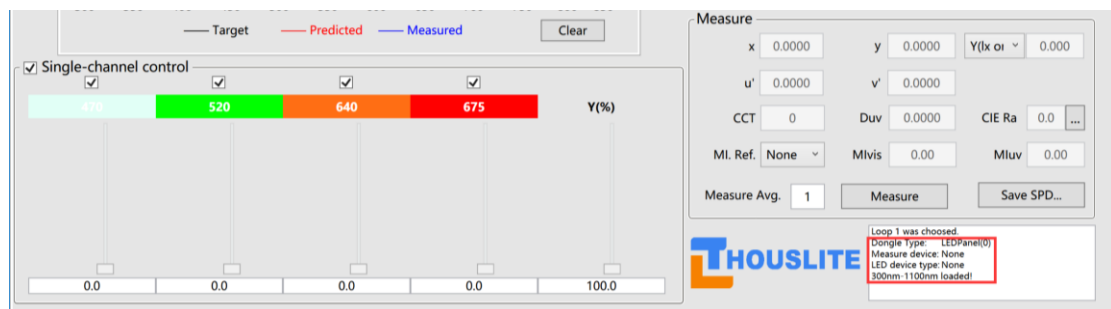 Target Predicted Measured Clear
Single-channel control
520 640 675 Y(%)
0.0 0.0 0.0 0.0 100.0
Measure
x 0.0000 y 0.0000 Y(lx or 0.000
u' 0.0000 v' 0.0000
CCT 0 Duv 0.0000 CIE Ra 0.0 ...
MI. Ref. None MIvis 0.00 MIuv 0.00
Measure Avg. 1 Measure Save SPD...
THOUSLITE
Loop 1 was choosed.
Dongle Type: LEDPanel(0)
Measure device: None
LED device type: None
300nm-1100nm loaded!